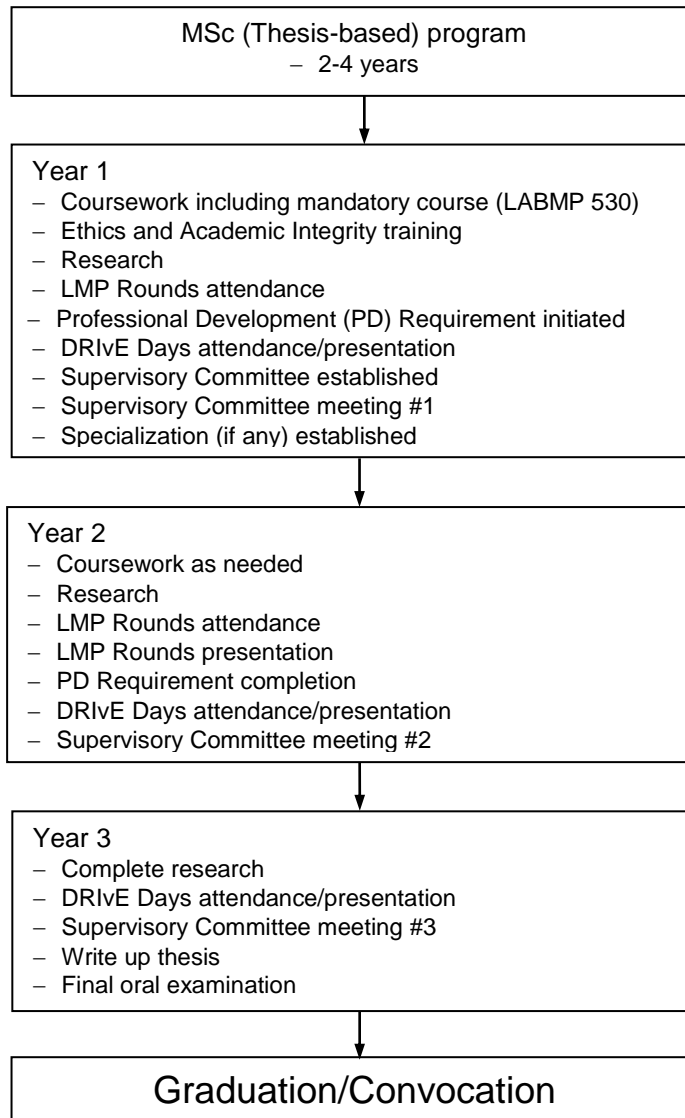 MSc (Thesis-based) program
– 2-4 years
Year 1
– Coursework including mandatory course (LABMP 530)
– Ethics and Academic Integrity training
– Research
– LMP Rounds attendance
– Professional Development (PD) Requirement initiated
– DRIvE Days attendance/presentation
– Supervisory Committee established
– Supervisory Committee meeting #1
– Specialization (if any) established
Year 2
– Coursework as needed
– Research
– LMP Rounds attendance
– LMP Rounds presentation
– PD Requirement completion
– DRIvE Days attendance/presentation
– Supervisory Committee meeting #2
Year 3
– Complete research
– DRIvE Days attendance/presentation
– Supervisory Committee meeting #3
– Write up thesis
– Final oral examination
Graduation/Convocation